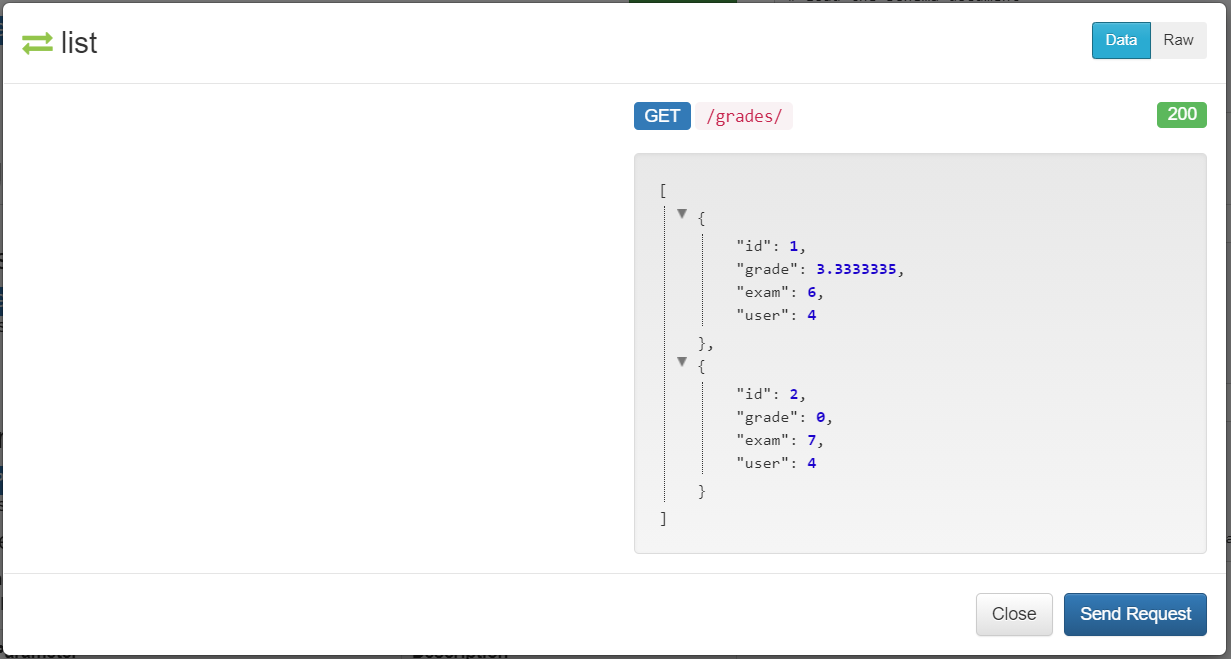 list
Data
Raw
GET /grades/
200
[
{
"id": 1,
"grade": 3.3333335,
"exam": 6,
"user": 4
},
{
"id": 2,
"grade": 0,
"exam": 7,
"user": 4
}
]
Close
Send Request